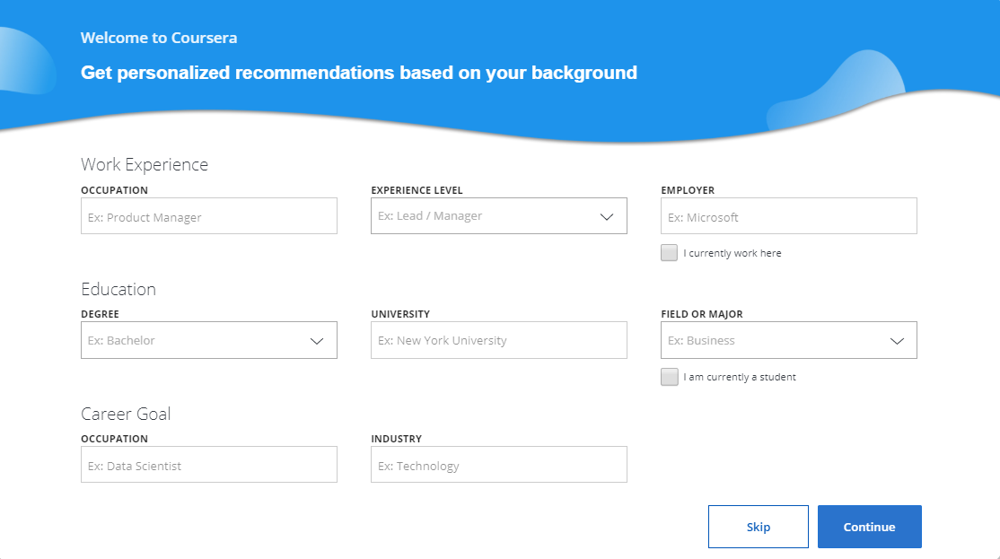 Welcome to Coursera
Get personalized recommendations based on your background
Work Experience
OCCUPATION
EXPERIENCE LEVEL
EMPLOYER
Ex: Product Manager
Ex: Lead / Manager
Ex: Microsoft
I currently work here
Education
DEGREE
UNIVERSITY
FIELD OR MAJOR
Ex: Bachelor
Ex: New York University
Ex: Business
I am currently a student
Career Goal
OCCUPATION
INDUSTRY
Ex: Data Scientist
Ex: Technology
Skip
Continue